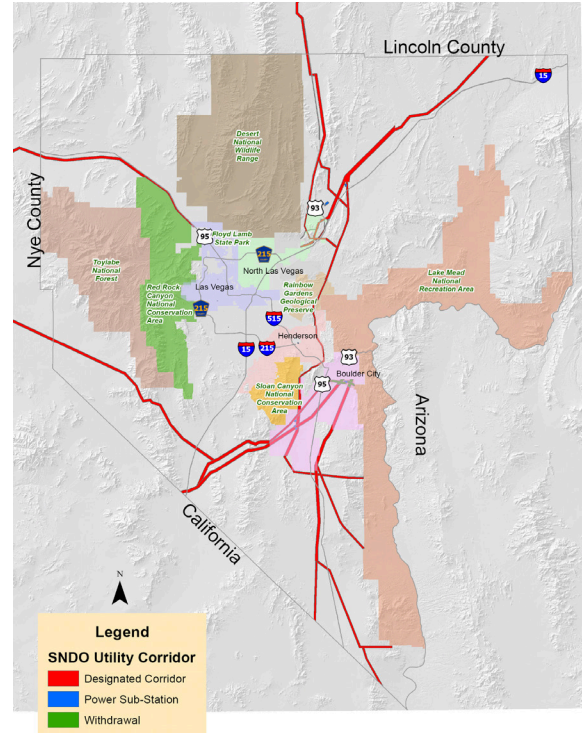 Lincoln County
15
Desert
National
Wildlife
Range
Nye County
93
95
Floyd Lamb
State Park
215
North Las Vegas
Toyiabe
National
Forest
Red Rock
Canyon
National
Conservation
Area
Las Vegas
215
Rainbow
Gardens
Geological
Preserve
Lake Mead
National
Recreation Area
515
Henderson
15
215
93
95
Boulder City
Sloan Canyon
National
Conservation
Area
Arizona
California
N
Legend
SNDO Utility Corridor
Designated Corridor
Power Sub-Station
Withdrawal